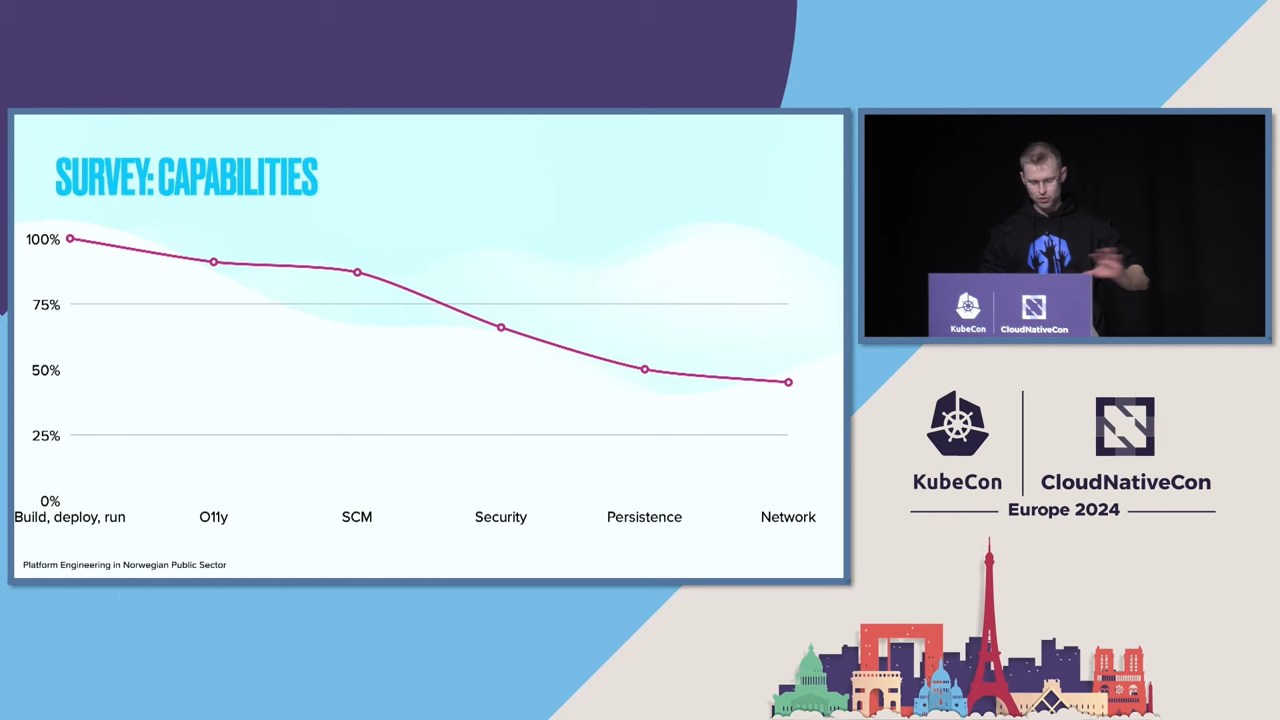 SURVEY: CAPABILITIES
100%
75%
50%
25%
0%
Build, deploy, run
O11y
SCM
Security
Persistence
Network
Platform Engineering in Norwegian Public Sector
KubeCon
CloudNativeCon
KubeCon
CloudNativeCon
Europe 2024